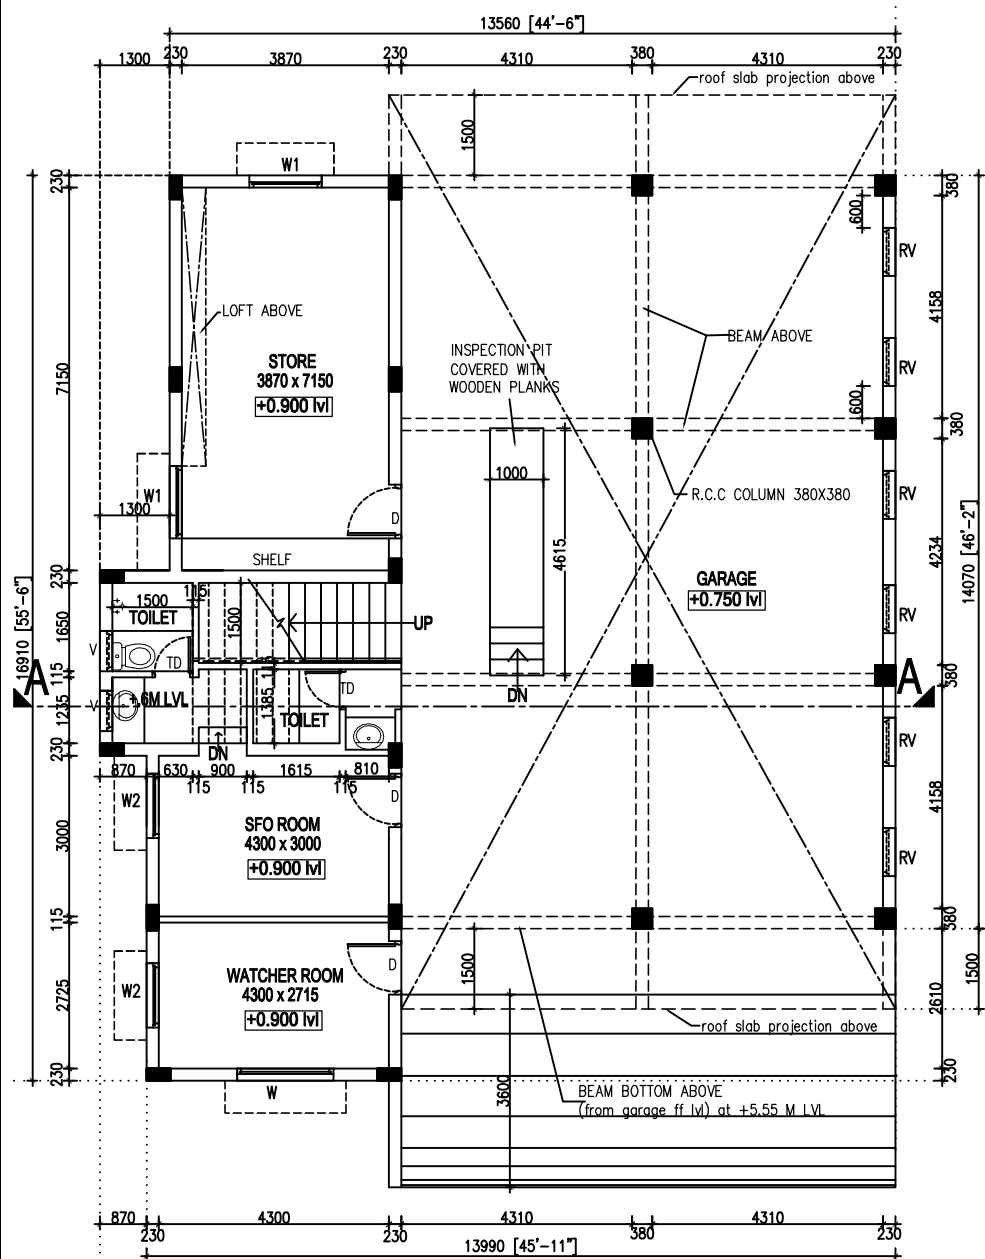 13560 [44'-6"]
230
380
230
230
1300
3870
4310
4310
roof slab projection above
1500
W1
230
380
600
RV
LOFT ABOVE
4158
BEAM ABOVE
INSPECTION PIT
COVERED WITH
WOODEN PLANKS
STORE
3870 x 7150
+0.900 lvl
RV
7150
600
380
1000
W1
1300
R.C.C COLUMN 380X380
RV
D
14070 [46'-2"]
SHELF
4615
4234
230
GARAGE
+0.750 lvl
16910 [55'-6"]
1500
115
TOILET
1650
1500
UP
RV
V
TD
115
A
115
TD
DN
380
A
V
+.6M LVL
1235
1385
TOILET
230
DN
RV
870
630
900
1615
810
115
115
115
W2
D
4158
3000
SFO ROOM
4300 x 3000
+0.900 lvl
RV
115
380
W2
WATCHER ROOM
4300 x 2715
+0.900 lvl
D
1500
1500
2725
2610
roof slab projection above
230
W
3600
BEAM BOTTOM ABOVE
(from garage ff lvl) at +5.55 M LVL
230
870
4300
4310
4310
230
230
380
230
13990 [45'-11"]